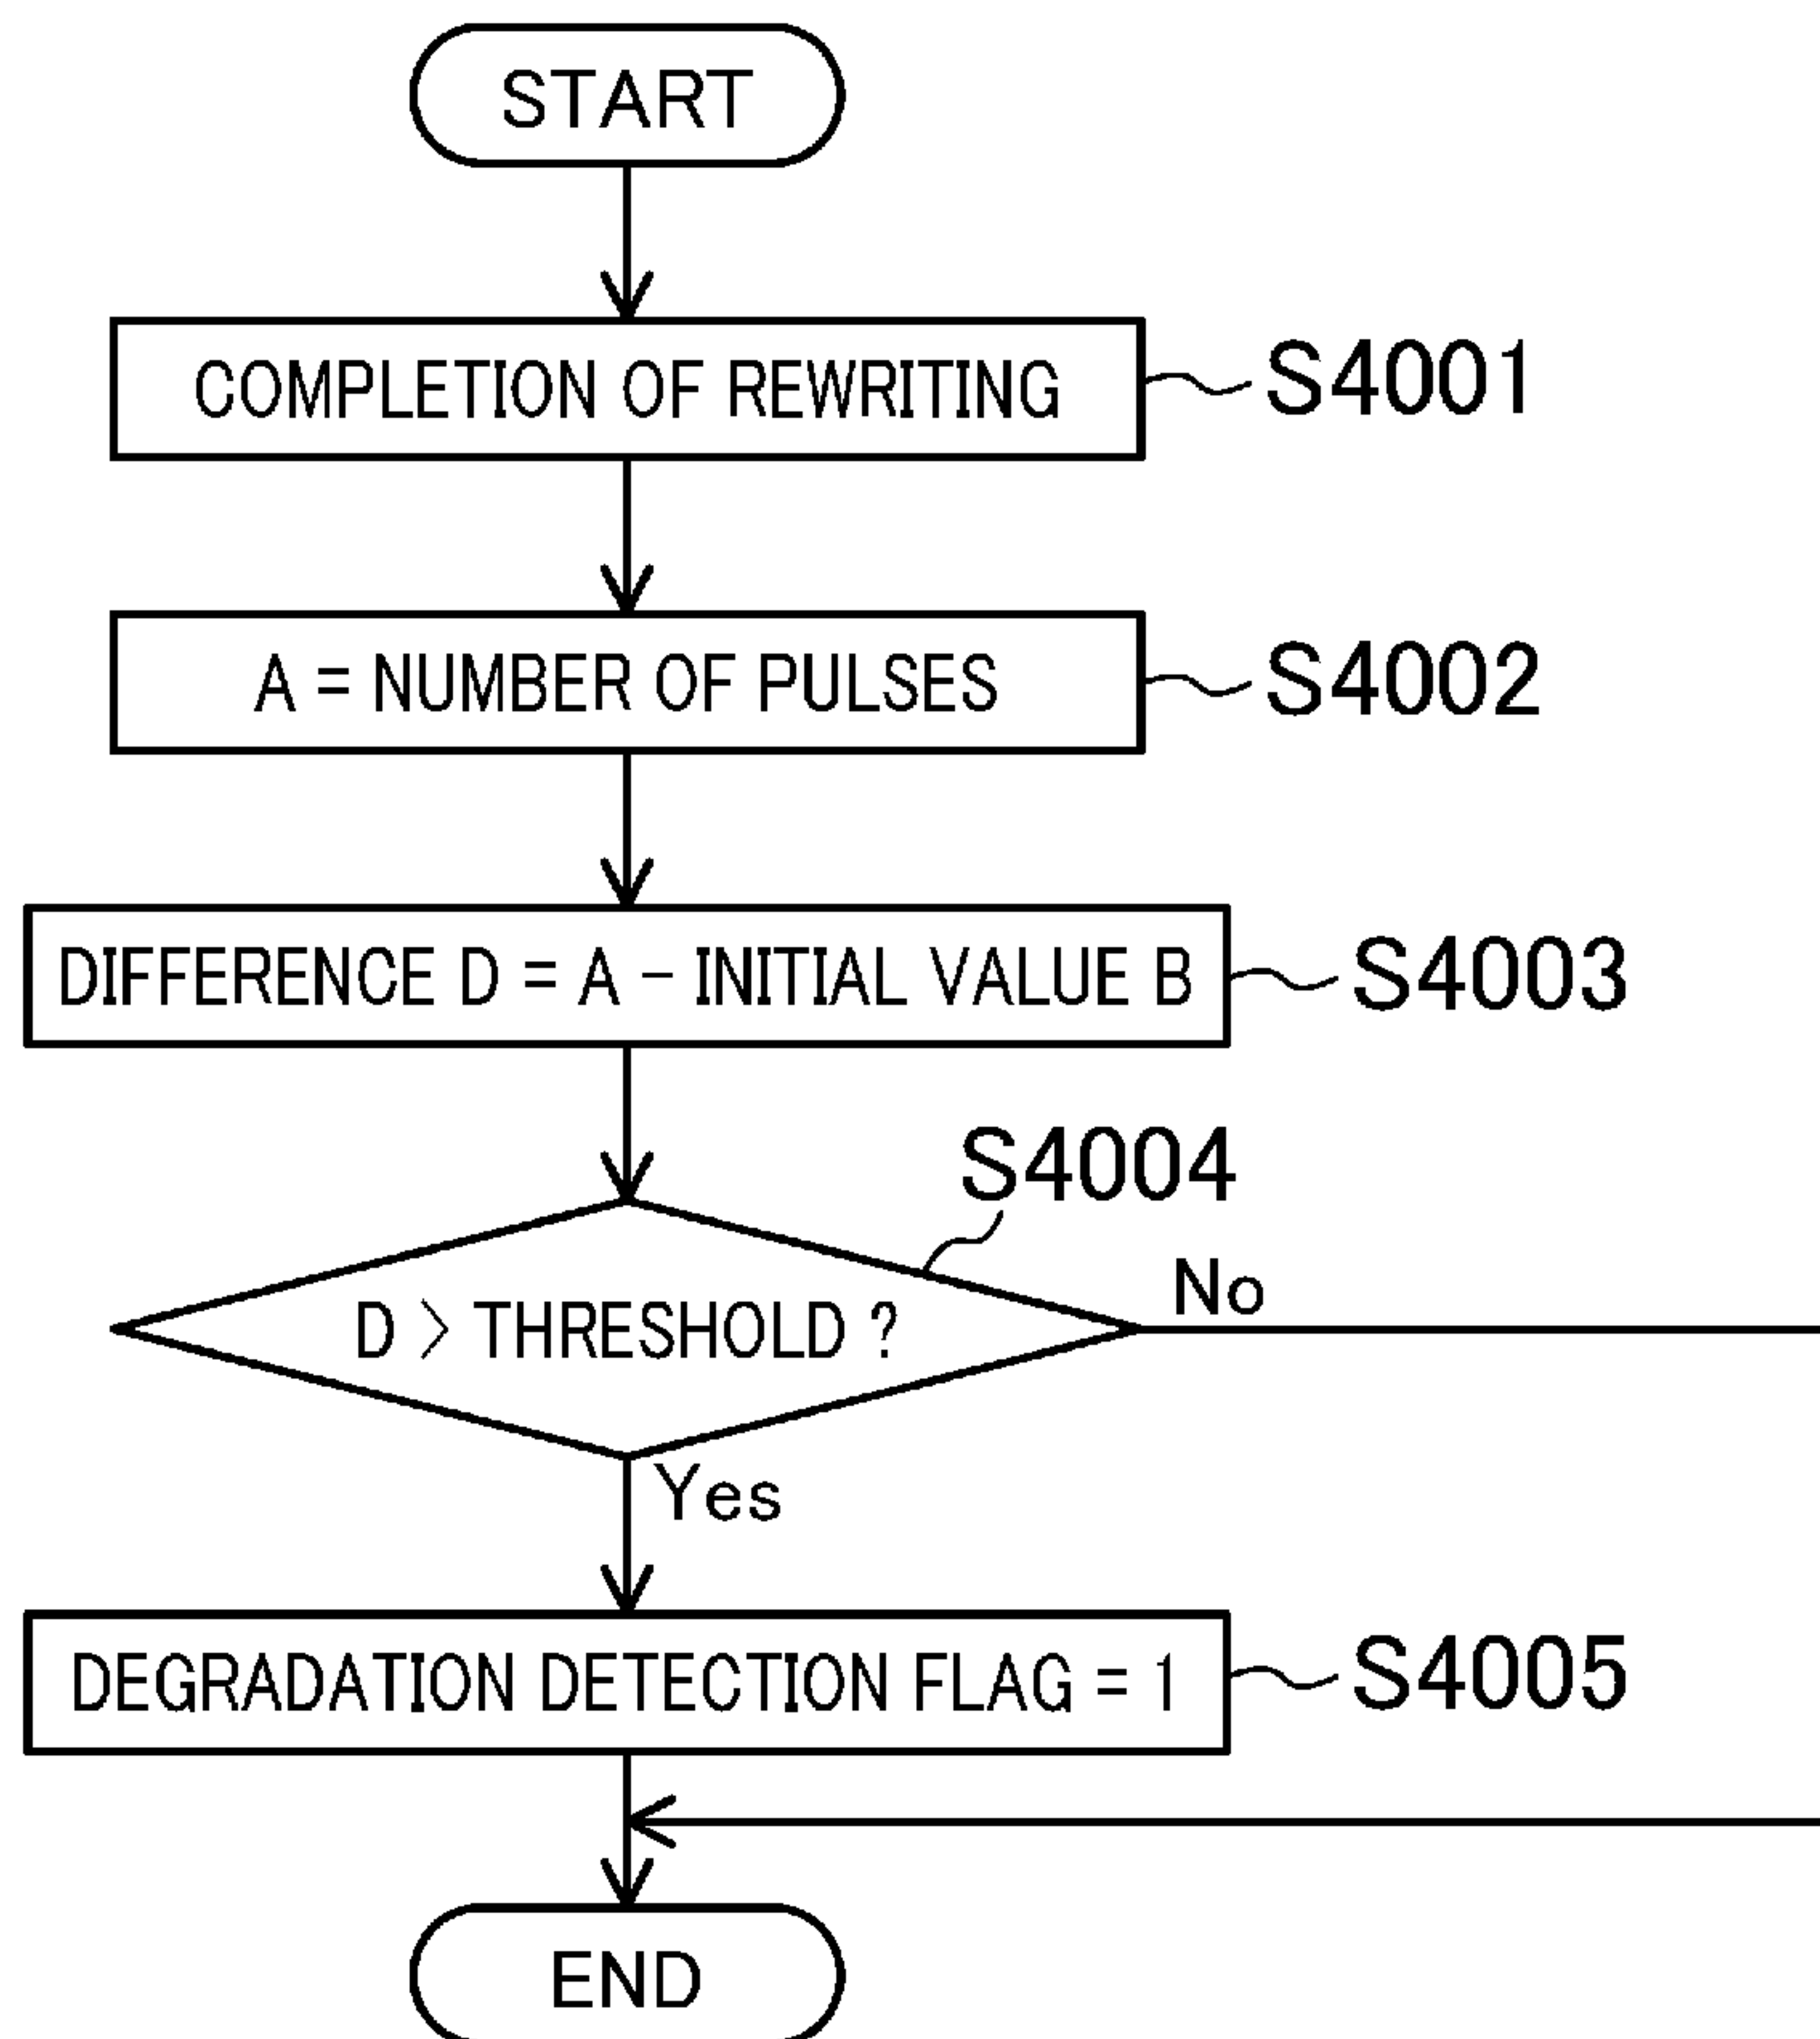 START
COMPLETION OF REWRITING
S4001
A = NUMBER OF PULSES
S4002
DIFFERENCE D = A − INITIAL VALUE B
S4003
S4004
D > THRESHOLD ?
No
Yes
DEGRADATION DETECTION FLAG = 1
S4005
END